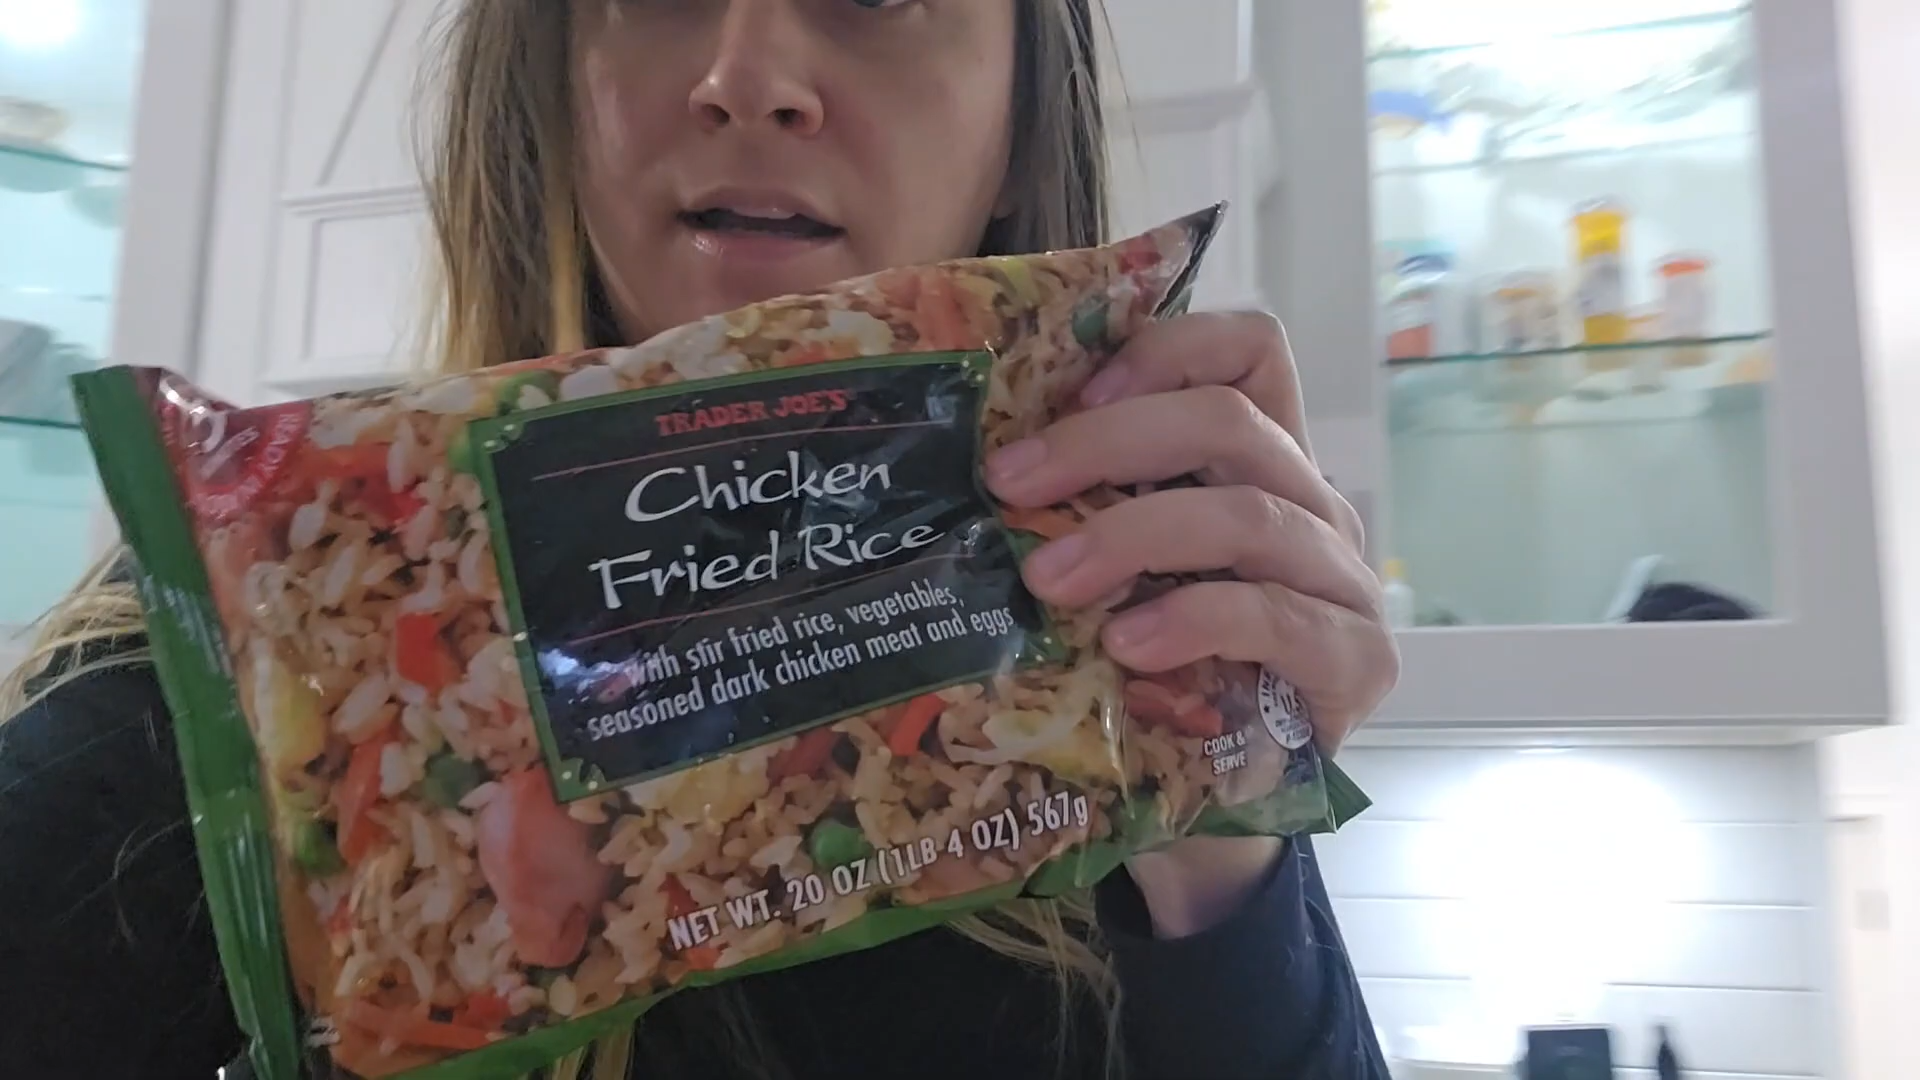 READY
TRADER JOE'S
Chicken
Fried Rice
with stir fried rice, vegetables,
seasoned dark chicken meat and eggs
COOK &
SERVE
NET WT. 20 OZ (1LB 4 OZ) 567g